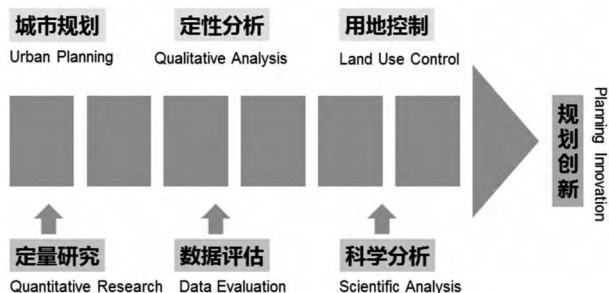 城市规划
Urban Planning
定性分析
Qualitative Analysis
用地控制
Land Use Control
规划创新
Planning Innovation
定量研究
Quantitative Research
数据评估
Data Evaluation
科学分析
Scientific Analysis